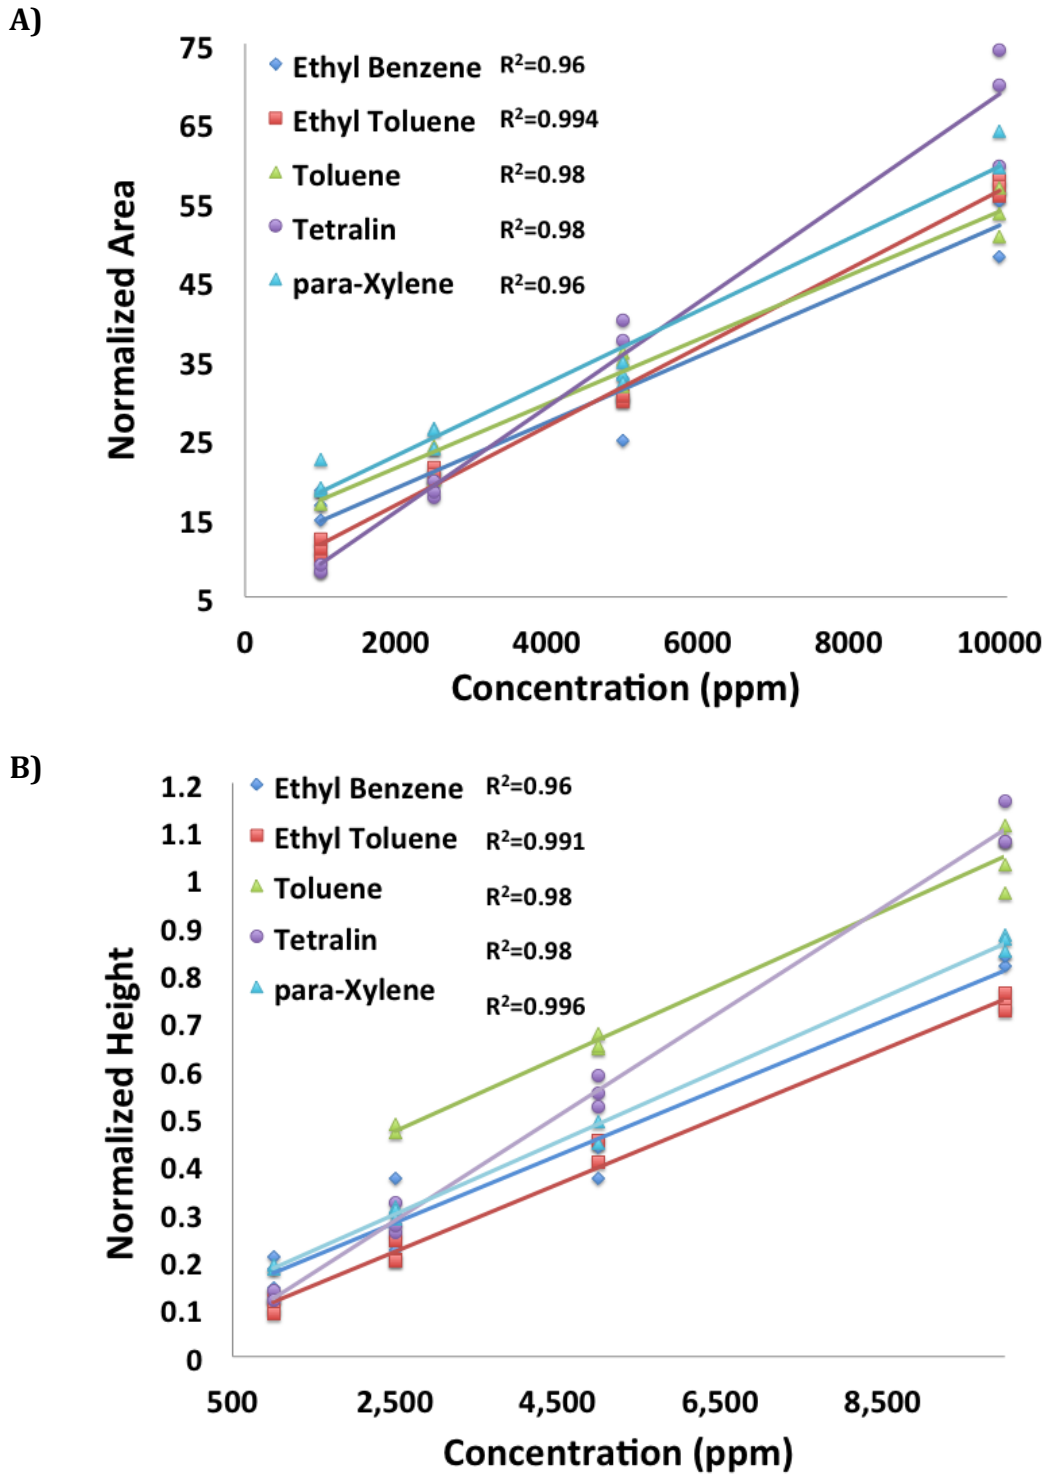 A)
75
65
55
45
35
25
15
5
Normalized Area
Ethyl Benzene R²=0.96
Ethyl Toluene R²=0.994
Toluene R²=0.98
Tetralin R²=0.98
para-Xylene R²=0.96
0 2000 4000 6000 8000 10000
Concentration (ppm)
B)
1.2
1.1
1
0.9
0.8
0.7
0.6
0.5
0.4
0.3
0.2
0.1
0
Normalized Height
Ethyl Benzene R²=0.96
Ethyl Toluene R²=0.991
Toluene R²=0.98
Tetralin R²=0.98
para-Xylene R²=0.996
500 2,500 4,500 6,500 8,500
Concentration (ppm)